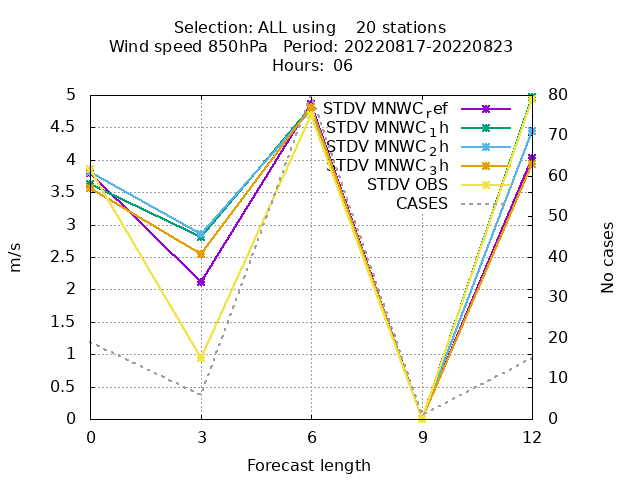 Selection: ALL using    20 stations
Wind speed 850hPa   Period: 20220817-20220823
Hours:  06
5
4.5
4
3.5
3
2.5
2
1.5
1
0.5
0
m/s
STDV MNWC_ref
STDV MNWC_1h
STDV MNWC_2h
STDV MNWC_3h
STDV OBS
CASES
80
70
60
50
40
30
20
10
0
No cases
0 3 6 9 12
Forecast length